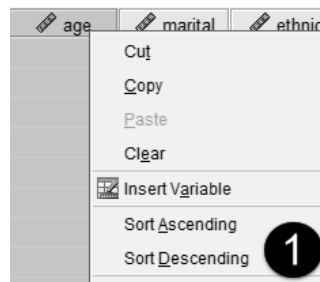 age marital ethnic
Cut
Copy
Paste
Clear
Insert Variable
Sort Ascending
Sort Descending
1